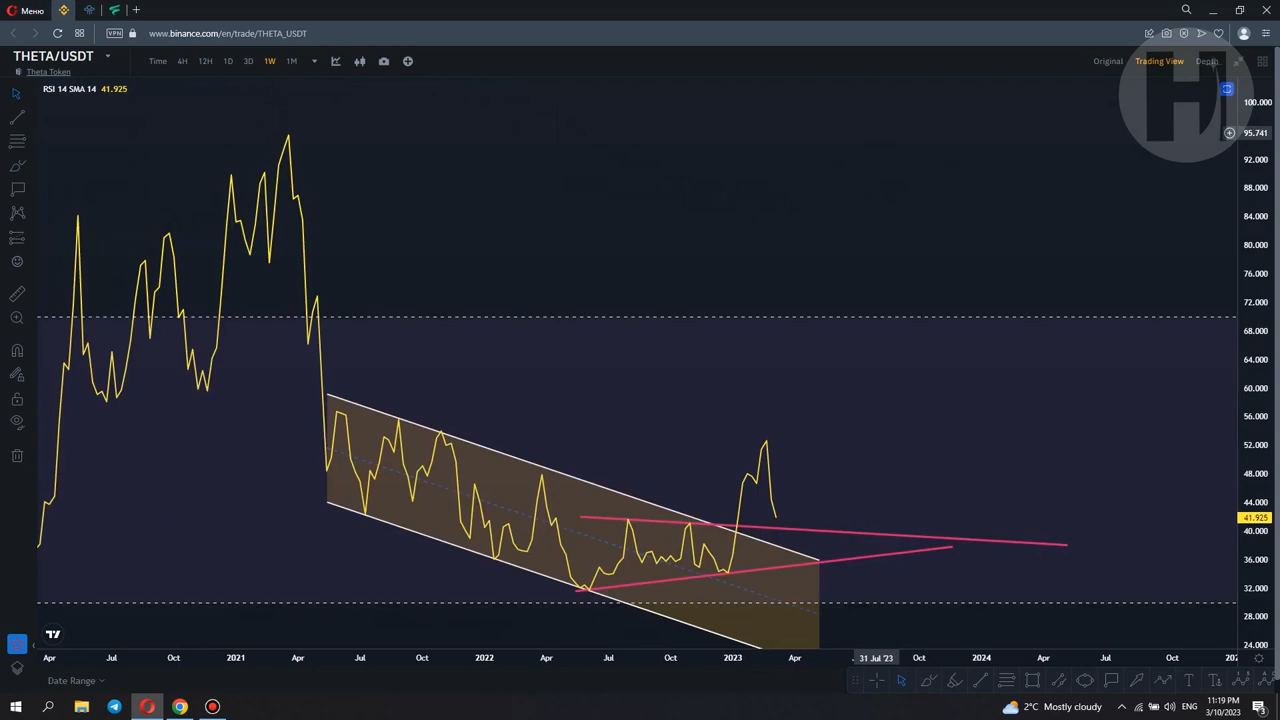 Меню
VPN
www.binance.com/en/trade/THETA_USDT
THETA/USDT
Theta Token
Time 4H 12H 1D 3D 1W 1M
Original Trading View Depth
RSI 14 SMA 14 41.925
H
100.000
95.741
92.000
88.000
84.000
80.000
76.000
72.000
68.000
64.000
60.000
56.000
52.000
48.000
44.000
41.925
40.000
36.000
32.000
28.000
24.000
Apr Jul Oct 2021 Apr Jul Oct 2022 Apr Jul Oct 2023 Apr 31 Jul '23 Oct 2024 Apr Jul Oct
Date Range
2°C Mostly cloudy
ENG
11:19 PM
3/10/2023
3